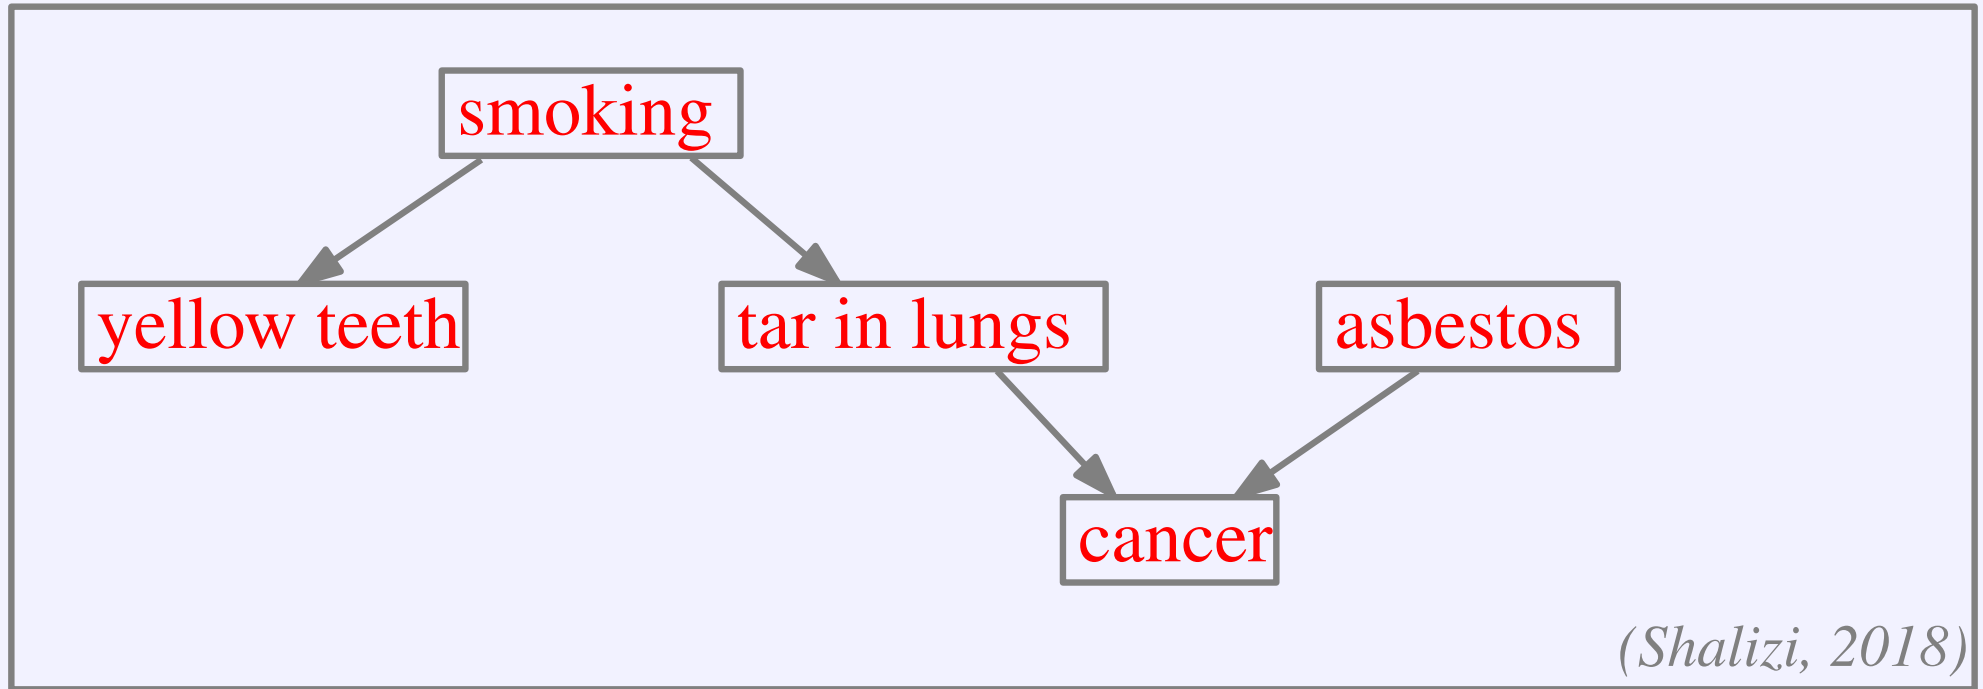 smoking
yellow teeth
tar in lungs
asbestos
cancer
(Shalizi, 2018)